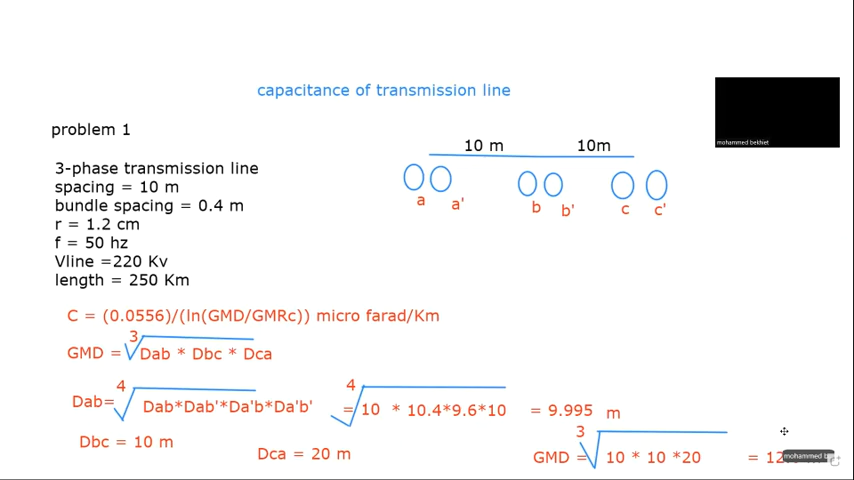 capacitance of transmission line
mohammed bekhiet
problem 1
10 m 10m
3-phase transmission line
spacing = 10 m
bundle spacing = 0.4 m
r = 1.2 cm
f = 50 hz
Vline =220 Kv
length = 250 Km
a a' b b' c c'
C = (0.0556)/(ln(GMD/GMRc)) micro farad/Km
GMD = 3√ Dab * Dbc * Dca
Dab= 4√ Dab*Dab'*Da'b*Da'b' = 4√ 10 * 10.4*9.6*10 = 9.995 m
Dbc = 10 m
Dca = 20 m
GMD = 3√ 10 * 10 *20 = 12